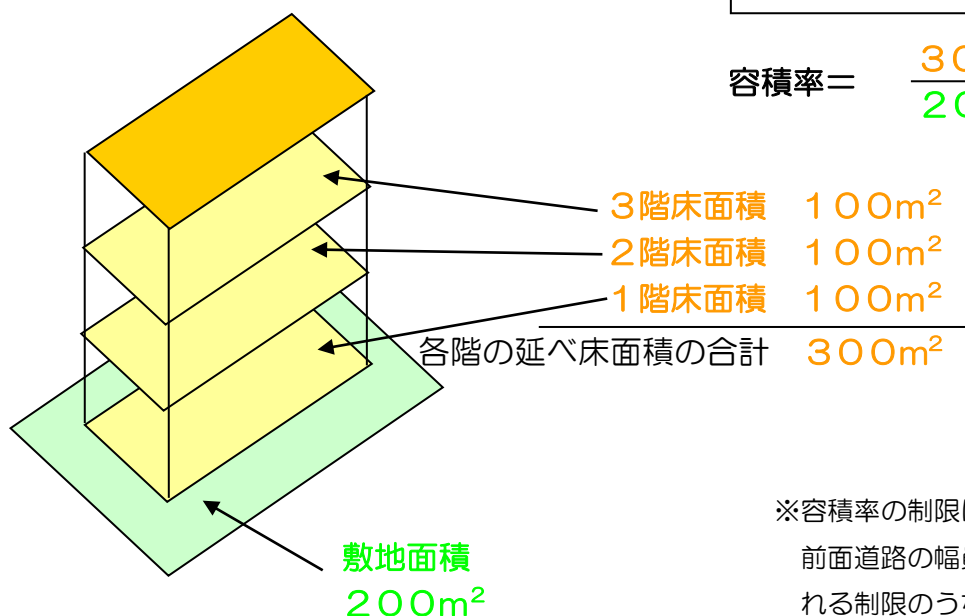 容積率＝ 30
20
3階床面積 100m²
2階床面積 100m²
1階床面積 100m²
各階の延べ床面積の合計 300m²
敷地面積
200m²
※容積率の制限
前面道路の幅
れる制限のう